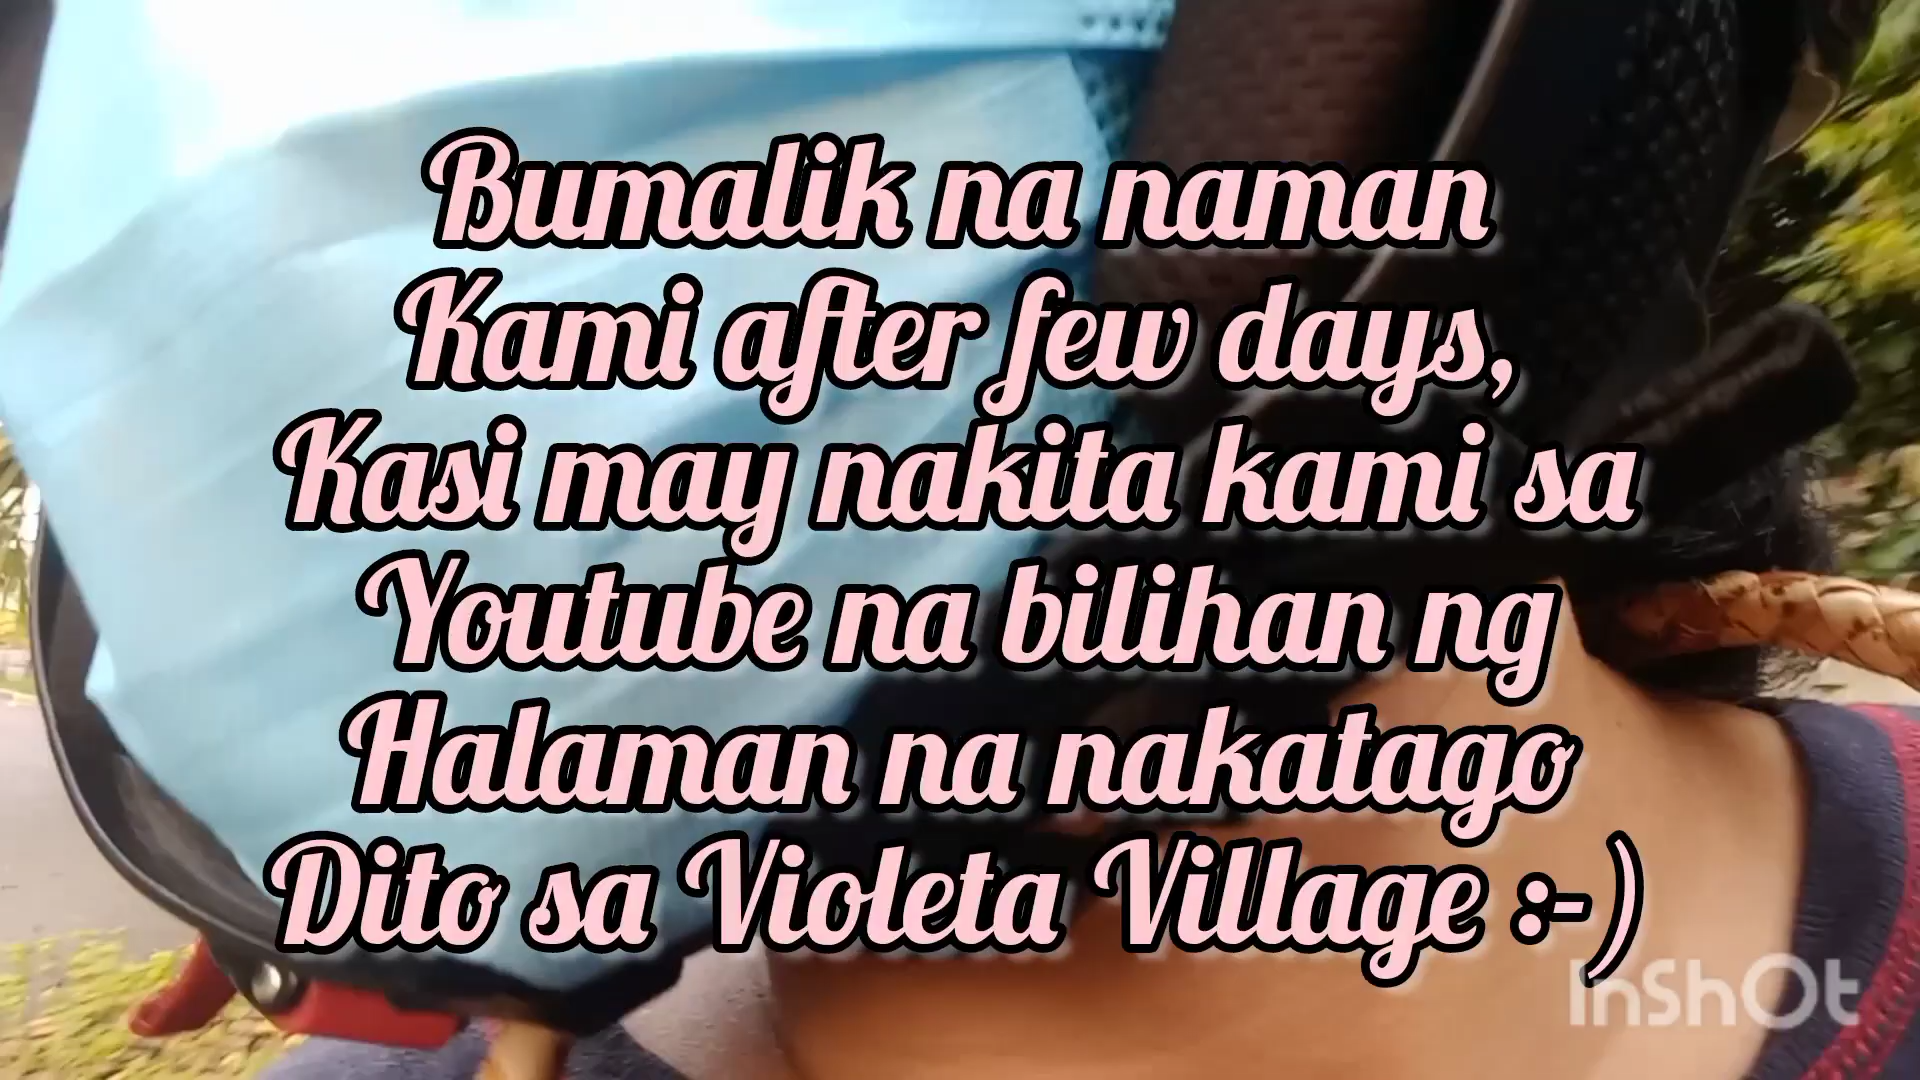 Bumalik na naman
Kami after few days,
Kasi may nakita kami sa
Youtube na bilihan ng
Halaman na nakatago
Dito sa Violeta Village :-)
InShOt